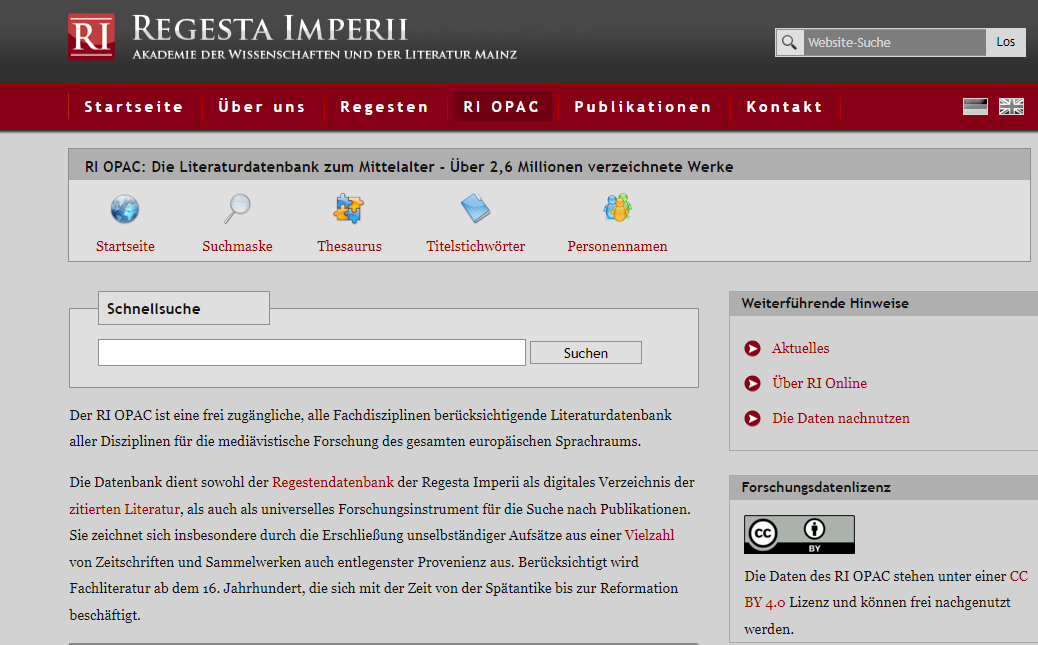 RI REGESTA IMPERII
AKADEMIE DER WISSENSCHAFTEN UND DER LITERATUR MAINZ
Website-Suche Los
Startseite Über uns Regesten RI OPAC Publikationen Kontakt
RI OPAC: Die Literaturdatenbank zum Mittelalter - Über 2,6 Millionen verzeichnete Werke
Startseite Suchmaske Thesaurus Titelstichwörter Personennamen
Schnellsuche
Suchen
Der RI OPAC ist eine frei zugängliche, alle Fachdisziplinen berücksichtigende Literaturdatenbank
aller Disziplinen für die mediävistische Forschung des gesamten europäischen Sprachraums.
Die Datenbank dient sowohl der Regestendatenbank der Regesta Imperii als digitales Verzeichnis der
zitierten Literatur, als auch als universelles Forschungsinstrument für die Suche nach Publikationen.
Sie zeichnet sich insbesondere durch die Erschließung unselbständiger Aufsätze aus einer Vielzahl
von Zeitschriften und Sammelwerken auch entlegenster Provenienz aus. Berücksichtigt wird
Fachliteratur ab dem 16. Jahrhundert, die sich mit der Zeit von der Spätantike bis zur Reformation
beschäftigt.
Weiterführende Hinweise
Aktuelles
Über RI Online
Die Daten nachnutzen
Forschungsdatenlizenz
cc BY
Die Daten des RI OPAC stehen unter einer CC
BY 4.0 Lizenz und können frei nachgenutzt
werden.